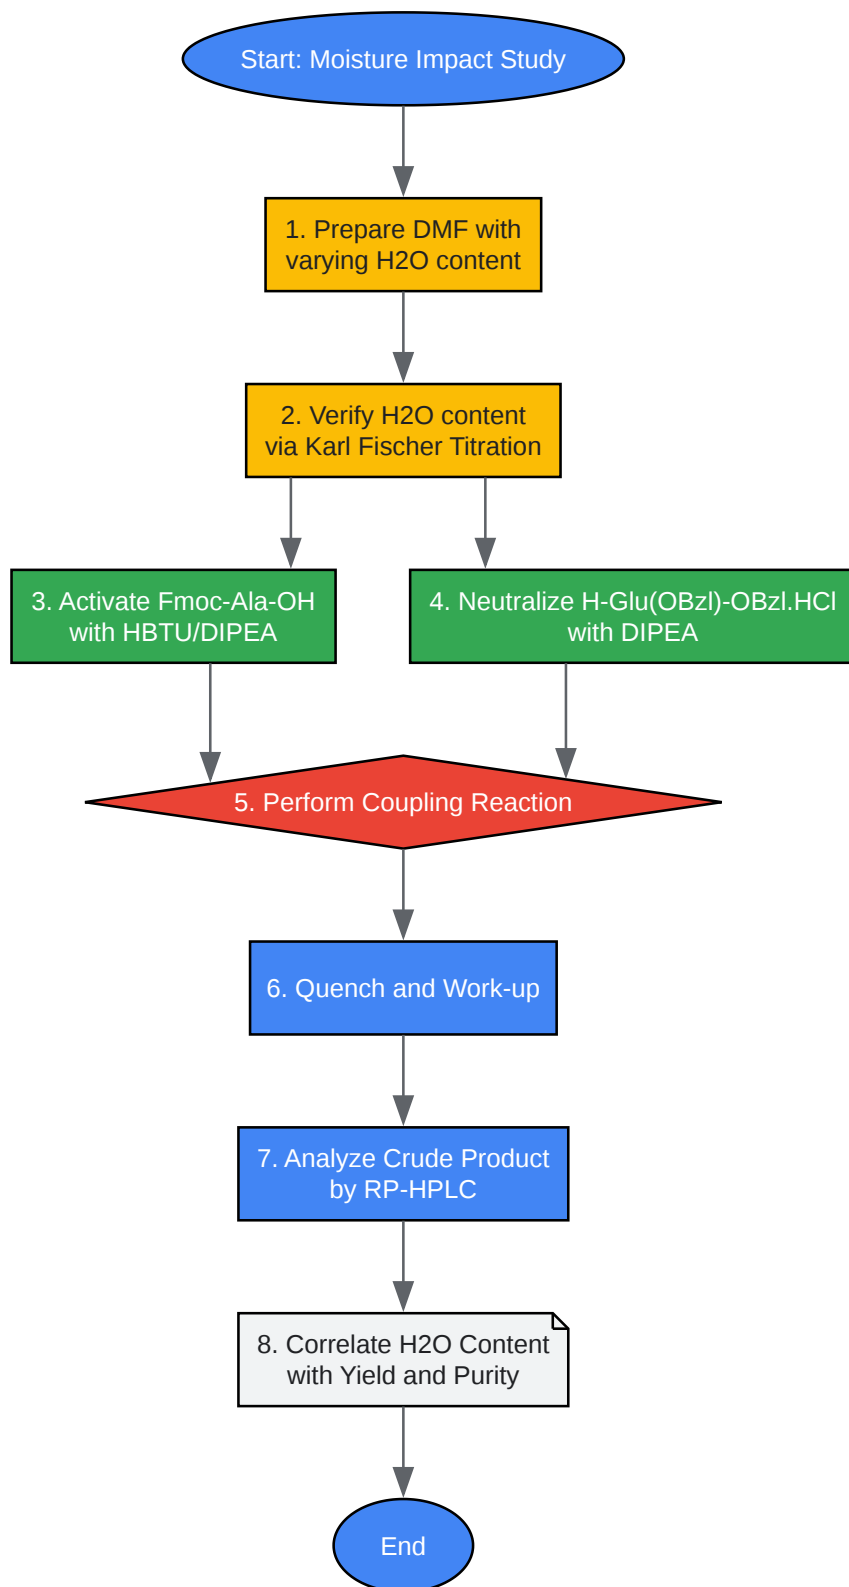 Start: Moisture Impact Study
1. Prepare DMF with
varying H2O content
2. Verify H2O content
via Karl Fischer Titration
3. Activate Fmoc-Ala-OH
with HBTU/DIPEA
4. Neutralize H-Glu(OBzl)-OBzl.HCl
with DIPEA
5. Perform Coupling Reaction
6. Quench and Work-up
7. Analyze Crude Product
by RP-HPLC
8. Correlate H2O Content
with Yield and Purity
End